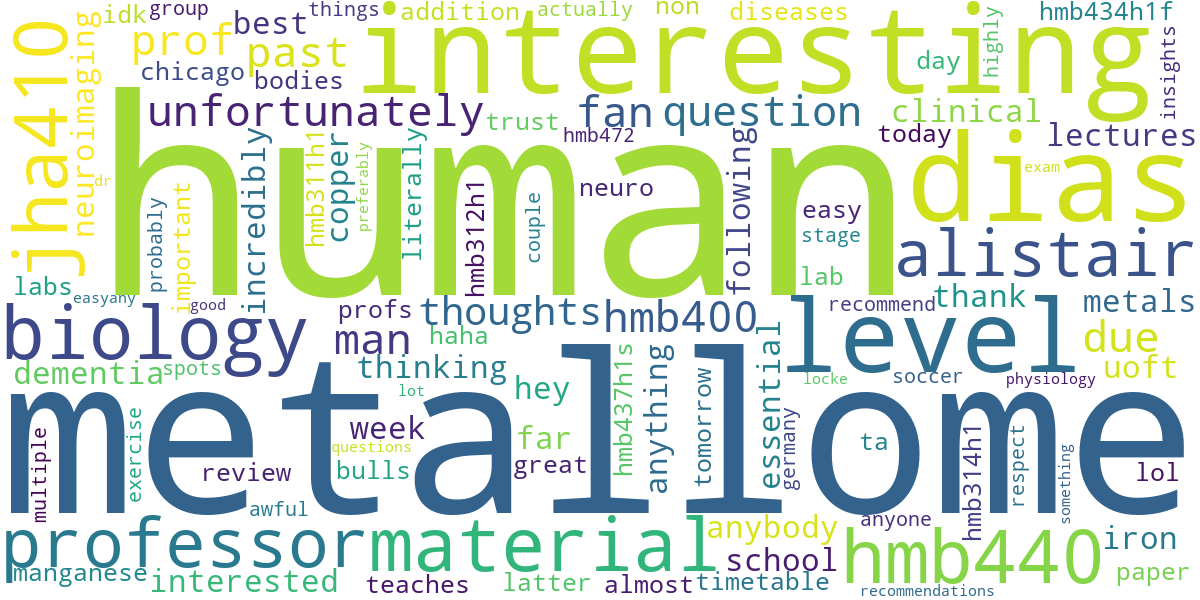 group
things
addition
actually
non
diseases
hmb434h1f
idk
best
prof
past
interesting
chicago
bodies
day
highly
insights
jha410
neuroimaging
unfortunately
trust
fan
question
clinical
hmb472
today
lectures
human
dr
probably
important
incredibly
hmb311h1
copper
preferably
literally
hmb312h1
couple
neuro
following
easy
stage
dias
exam
alistair
lab
labs
easyany
good
profs
thoughts
hmb400
recommend
thank
metals
biology
man
haha
level
due
dementia
spots
thinking
hey
lot
locke
soccer
physiology
uoft
metallome
multiple
exercise
review
week
questions
bulls
far
great
hmb437h1s
anything
tomorrow
essential
germany
ta
hmb314h1
respect
something
lol
awful
professor
material
anybody
anyone
school
hmb440
iron
manganese
interested
teaches
latter
almost
timetable
recommendations
paper